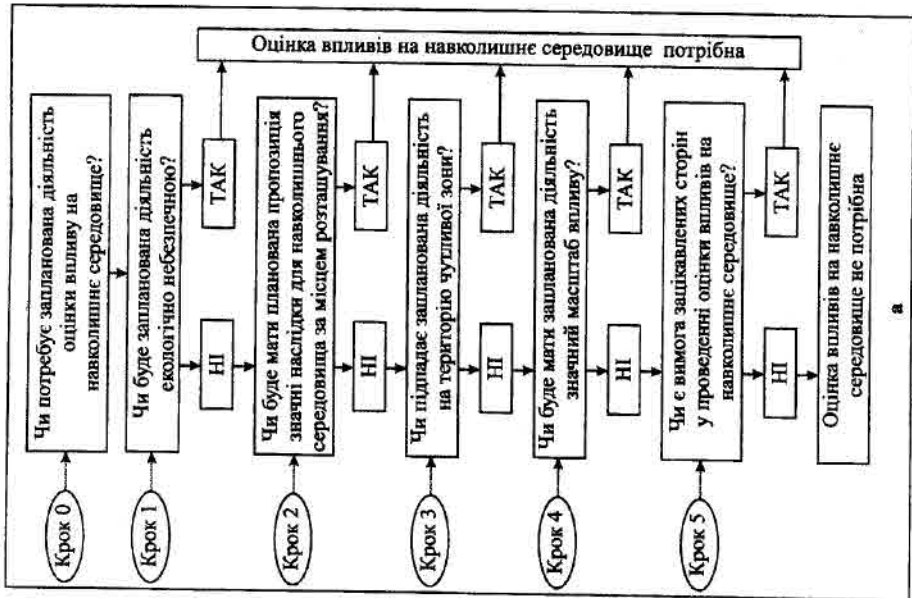 Крок 0
Чи потребує запланована діяльність
оцінки впливу на
навколишнє середовище?
Крок 1
Чи буде запланована діяльність
екологічно небезпечною?
НІ
ТАК
Крок 2
Чи буде мати планована пропозиція
значні наслідки для навколишнього
середовища за місцем розташування?
НІ
ТАК
Крок 3
Чи підпадає запланована діяльність
на територію чутливої зони?
НІ
ТАК
Крок 4
Чи буде мати запланована діяльність
значний масштаб впливу?
НІ
ТАК
Крок 5
Чи є вимога зацікавлених сторін
у проведенні оцінки впливів на
навколишнє середовище?
НІ
ТАК
Оцінка впливів на навколишнє
середовище не потрібна
Оцінка впливів на навколишнє середовище потрібна
а